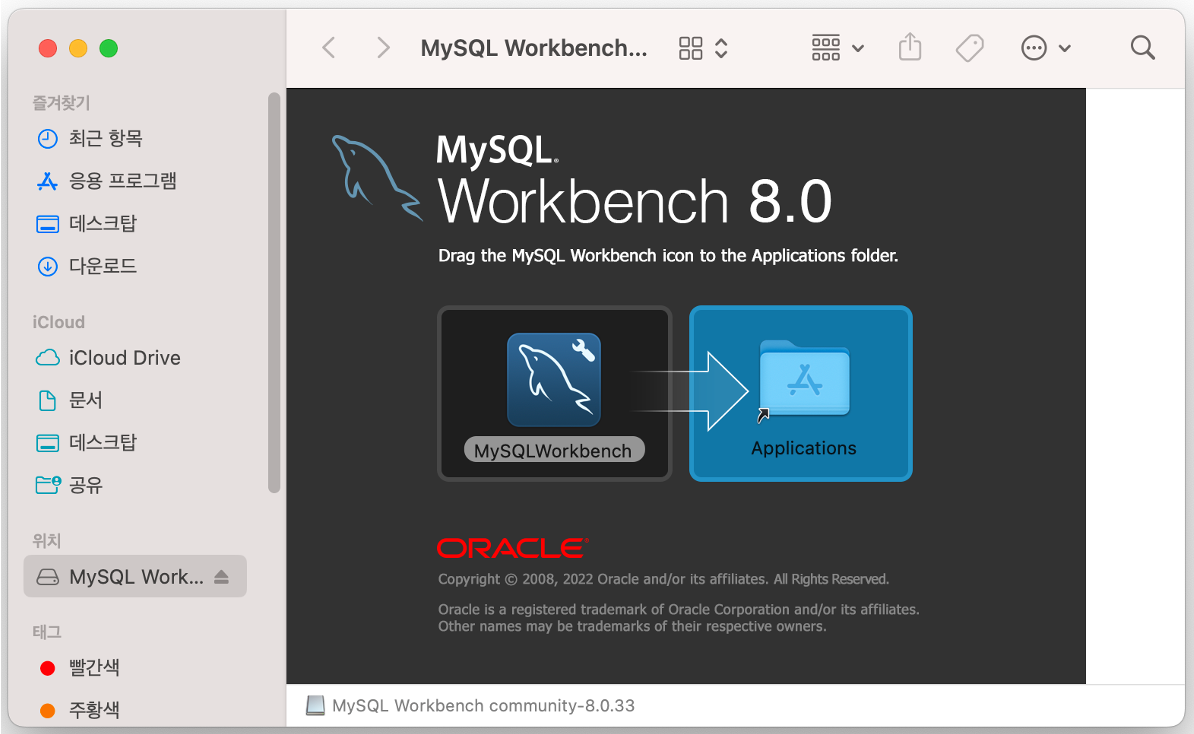 MySQL Workbench...
즐겨찾기
최근 항목
응용 프로그램
데스크탑
다운로드
iCloud
iCloud Drive
문서
데스크탑
공유
위치
MySQL Work...
태그
빨간색
주황색
MySQL.
Workbench 8.0
Drag the MySQL Workbench icon to the Applications folder.
MySQLWorkbench
Applications
ORACLE
Copyright © 2008, 2022 Oracle and/or its affiliates. All Rights Reserved.
Oracle is a registered trademark of Oracle Corporation and/or its affiliates.
Other names may be trademarks of their respective owners.
MySQL Workbench community-8.0.33